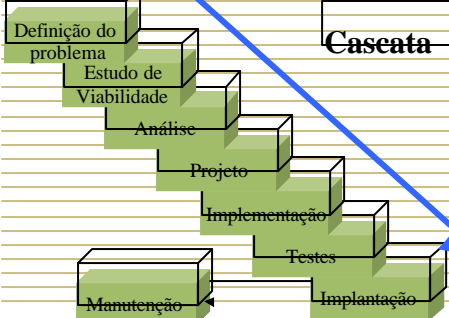 Definição do
problema
Cascata
Estudo de
Viabilidade
Análise
Projeto
Implementação
Testes
Implantação
Manutenção